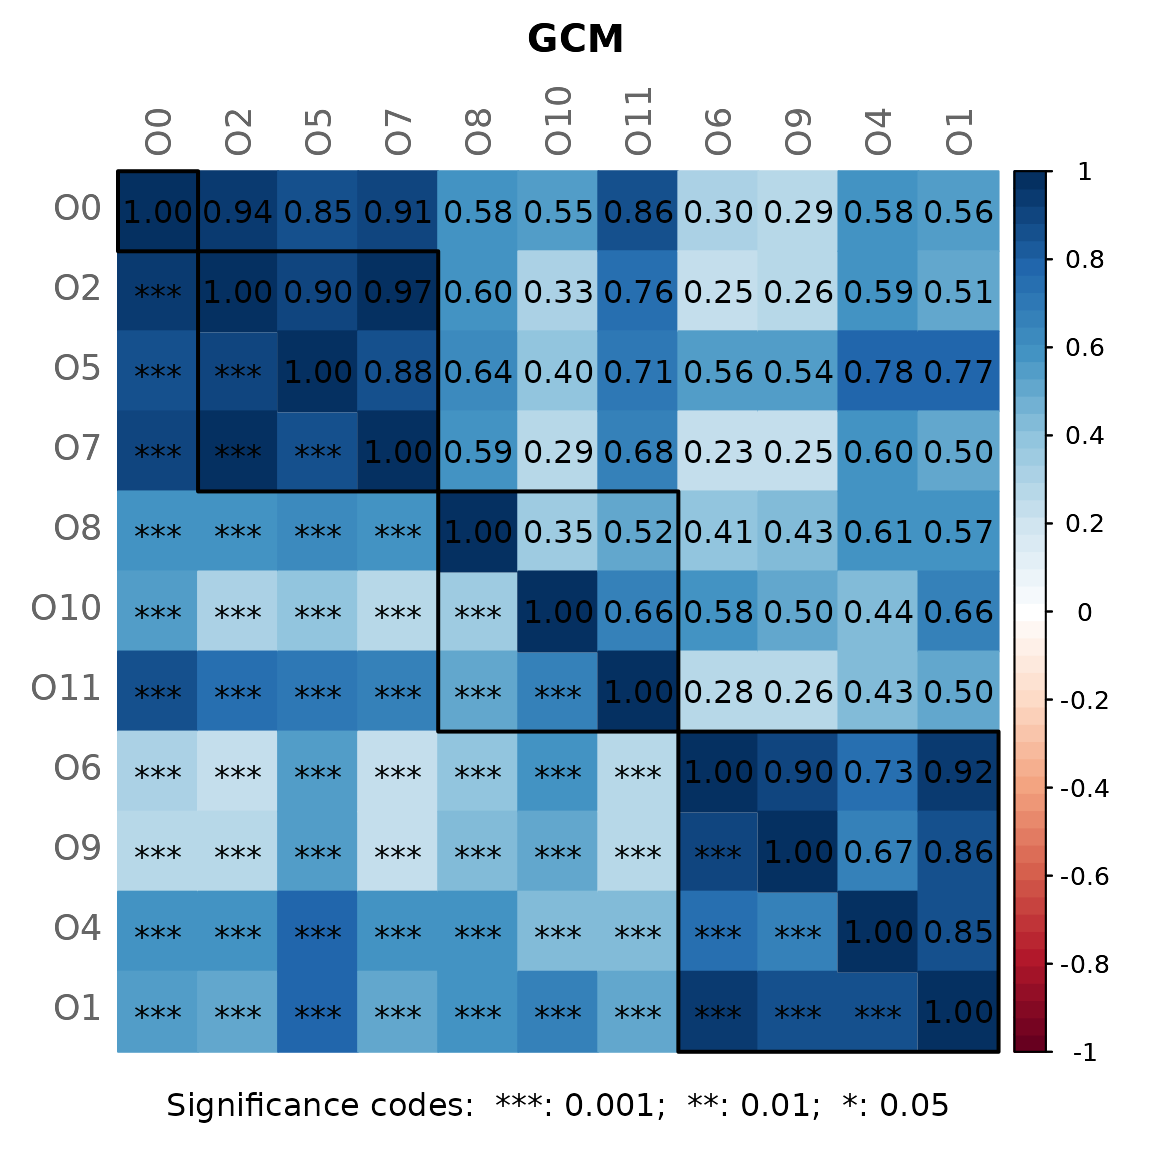 GCM
O0 O2 O5 O7 O8 O10 O11 O6 O9 O4 O1
O0 1.00 0.94 0.85 0.91 0.58 0.55 0.86 0.30 0.29 0.58 0.56
O2 *** 1.00 0.90 0.97 0.60 0.33 0.76 0.25 0.26 0.59 0.51
O5 *** *** 1.00 0.88 0.64 0.40 0.71 0.56 0.54 0.78 0.77
O7 *** *** *** 1.00 0.59 0.29 0.68 0.23 0.25 0.60 0.50
O8 *** *** *** *** 1.00 0.35 0.52 0.41 0.43 0.61 0.57
O10 *** *** *** *** *** 1.00 0.66 0.58 0.50 0.44 0.66
O11 *** *** *** *** *** *** 1.00 0.28 0.26 0.43 0.50
O6 *** *** *** *** *** *** *** 1.00 0.90 0.73 0.92
O9 *** *** *** *** *** *** *** *** 1.00 0.67 0.86
O4 *** *** *** *** *** *** *** *** *** 1.00 0.85
O1 *** *** *** *** *** *** *** *** *** *** 1.00
1
0.8
0.6
0.4
0.2
0
-0.2
-0.4
-0.6
-0.8
-1
Significance codes: ***: 0.001; **: 0.01; *: 0.05